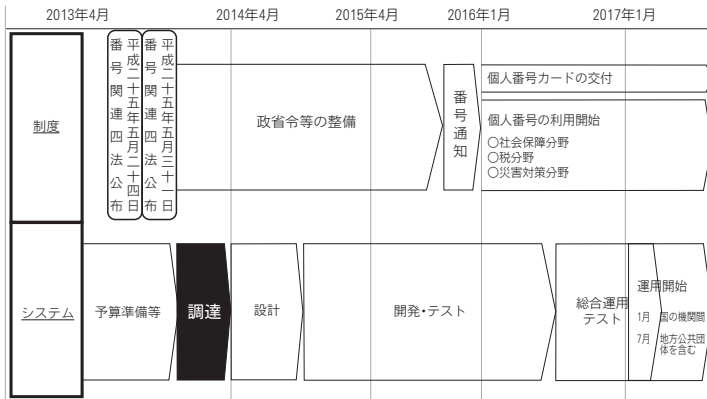 2013年4月
2014年4月
2015年4月
2016年1月
2017年1月
制度
平成二十五年五月二十四日
番号関連四法公布
平成二十五年五月三十一日
番号関連四法公布
政省令等の整備
番号通知
個人番号カードの交付
個人番号の利用開始
○社会保障分野
○税分野
○災害対策分野
システム
予算準備等
調達
設計
開発・テスト
総合運用
テスト
運用開始
1月 国の機関間
7月 地方公共団
体を含む